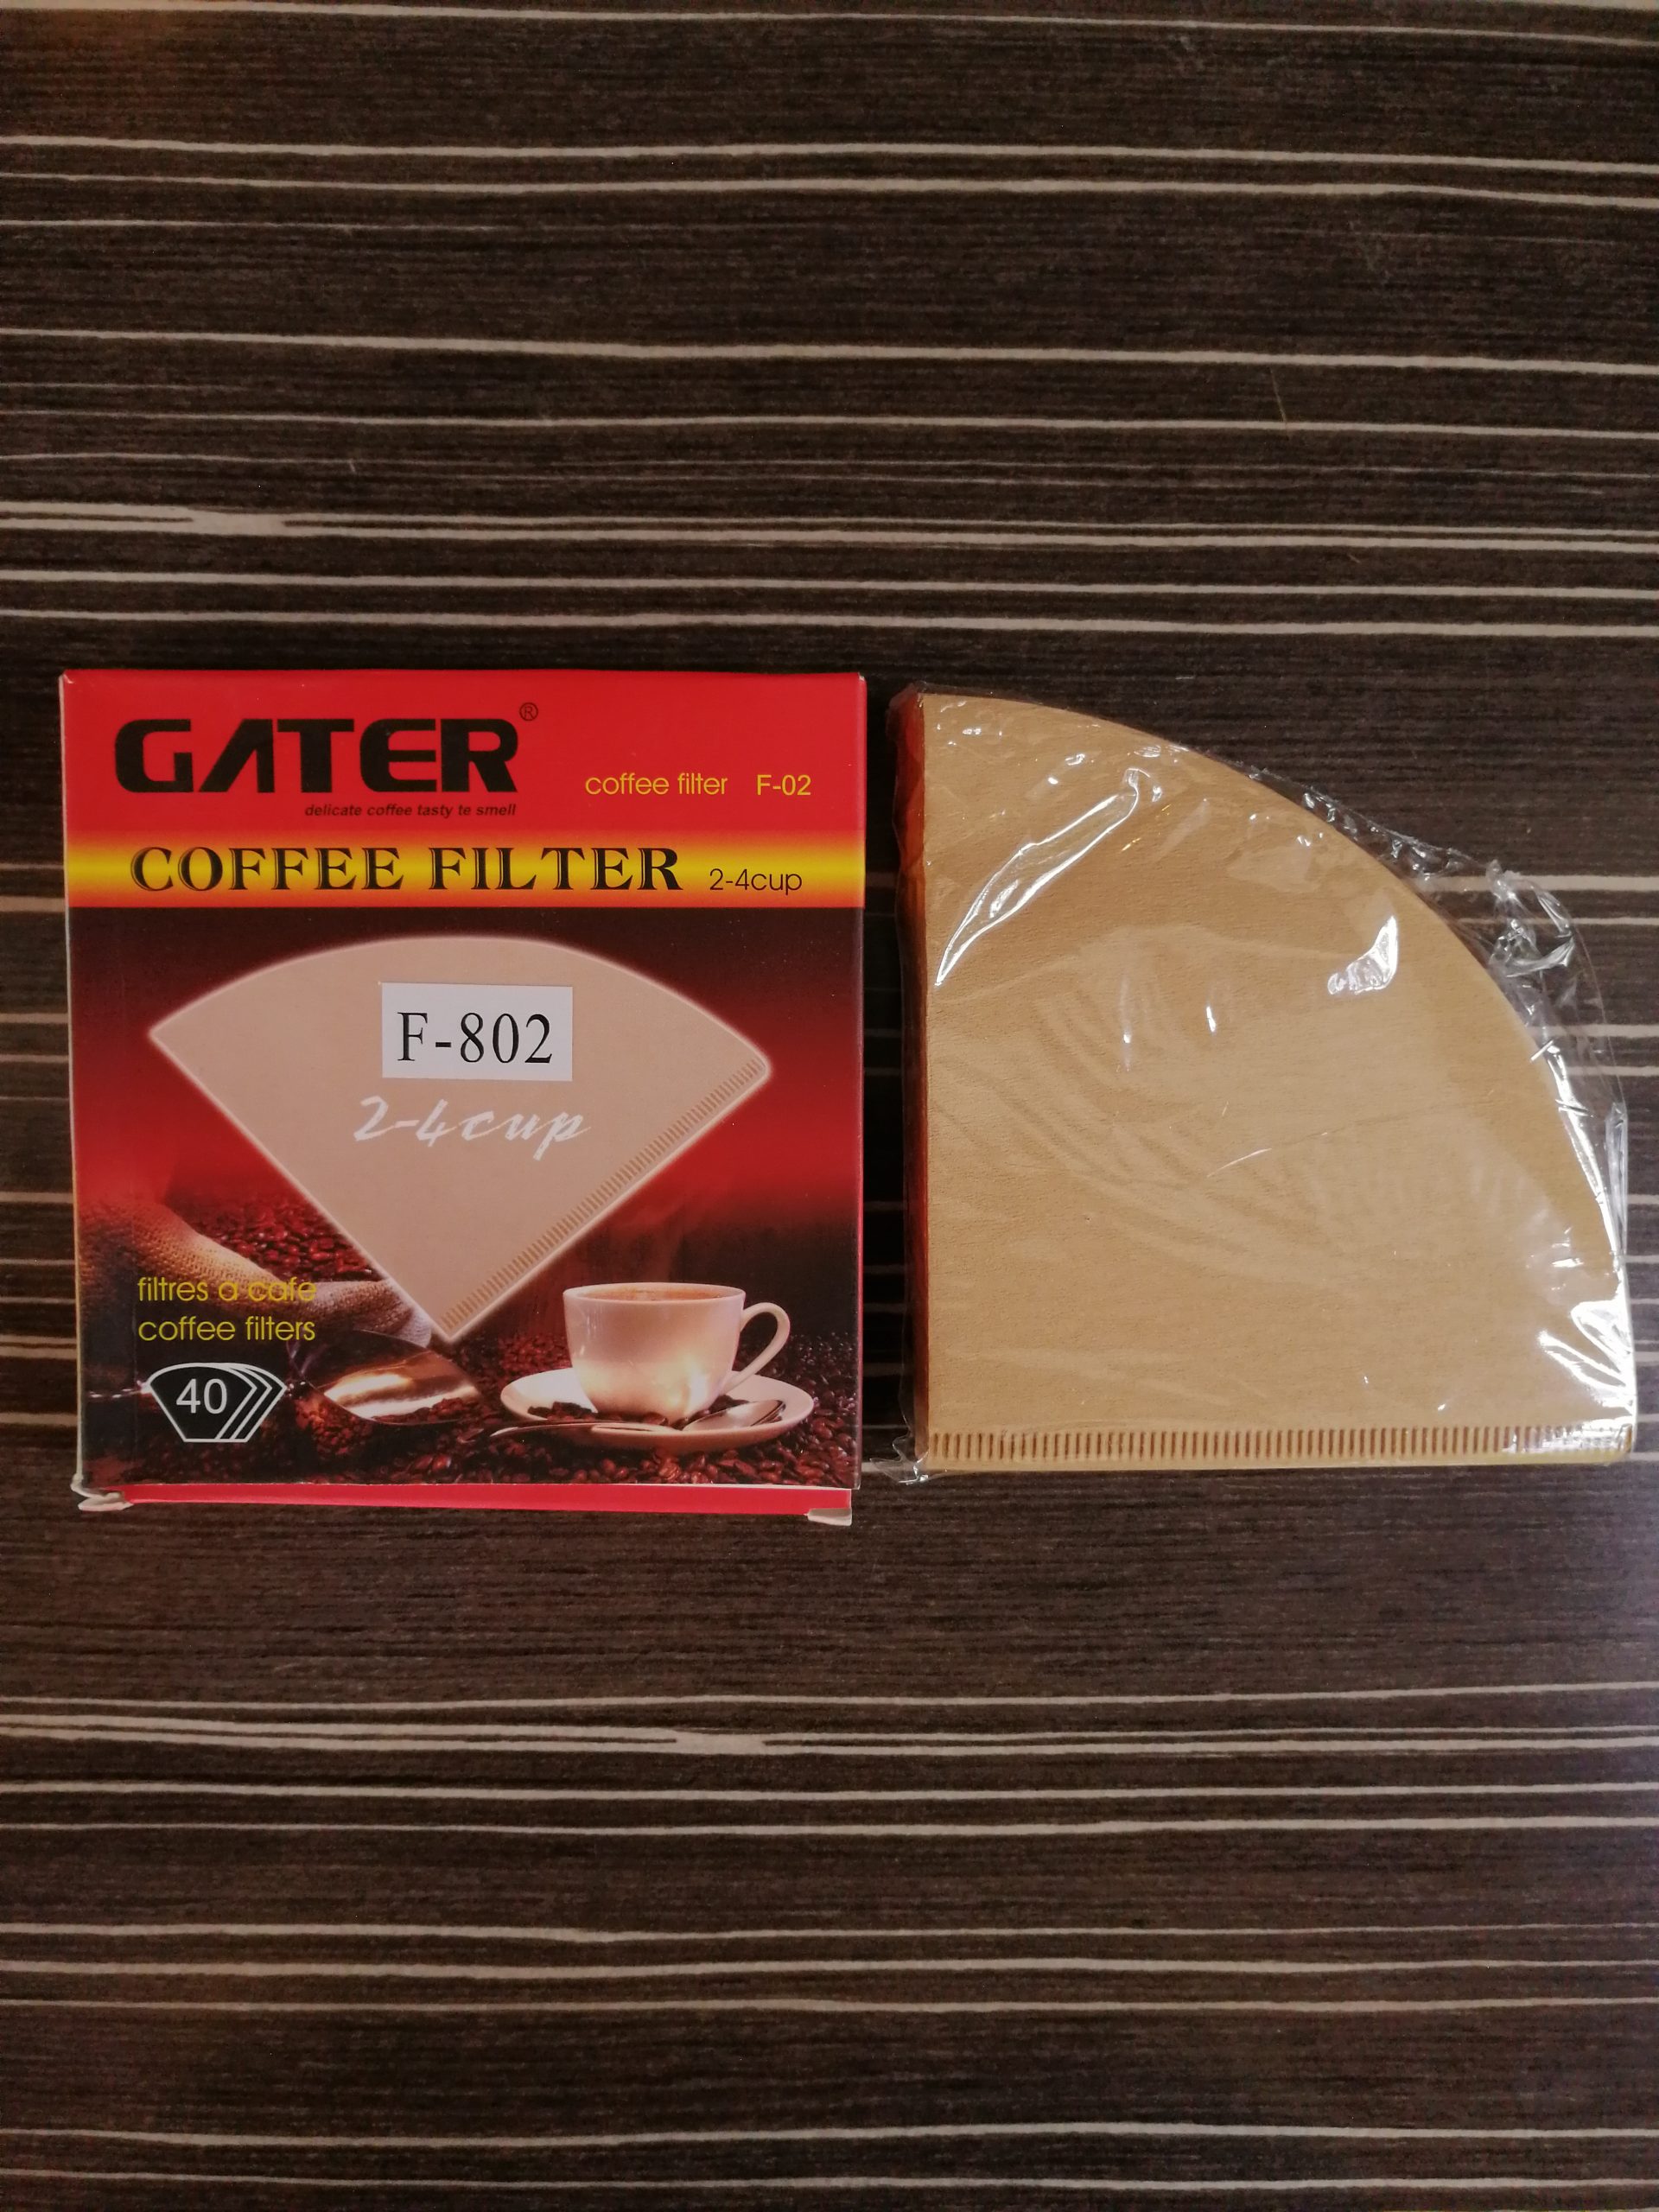 GATER®
delicate coffee tasty te smell
coffee filter F-02
COFFEE FILTER 2-4cup
F-802
2-4cup
filtres a cafe
coffee filters
40